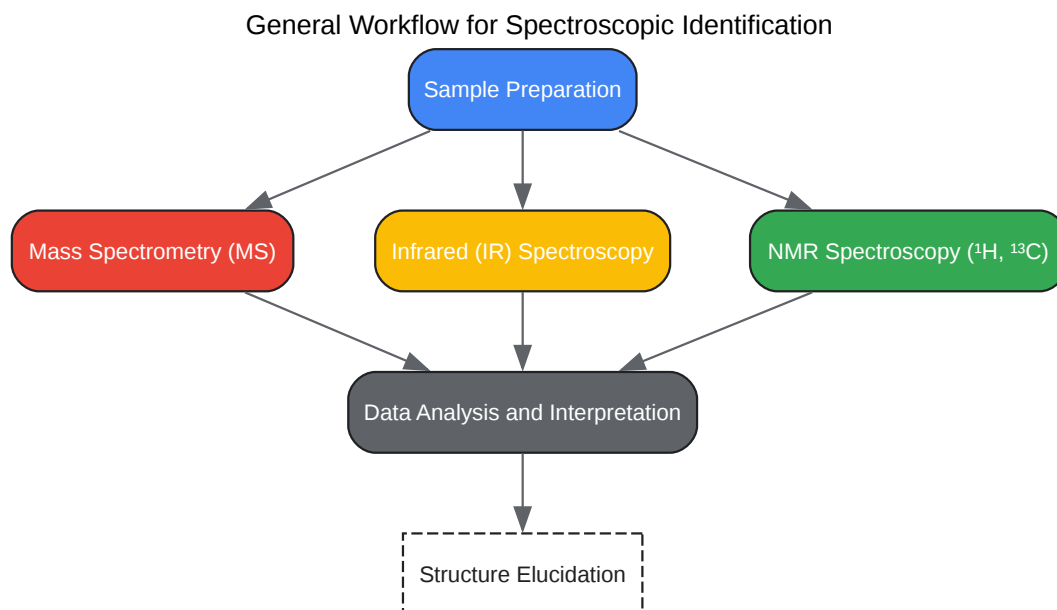 General Workflow for Spectroscopic Identification
Sample Preparation
Mass Spectrometry (MS)
Infrared (IR) Spectroscopy
NMR Spectroscopy (¹H, ¹³C)
Data Analysis and Interpretation
Structure Elucidation